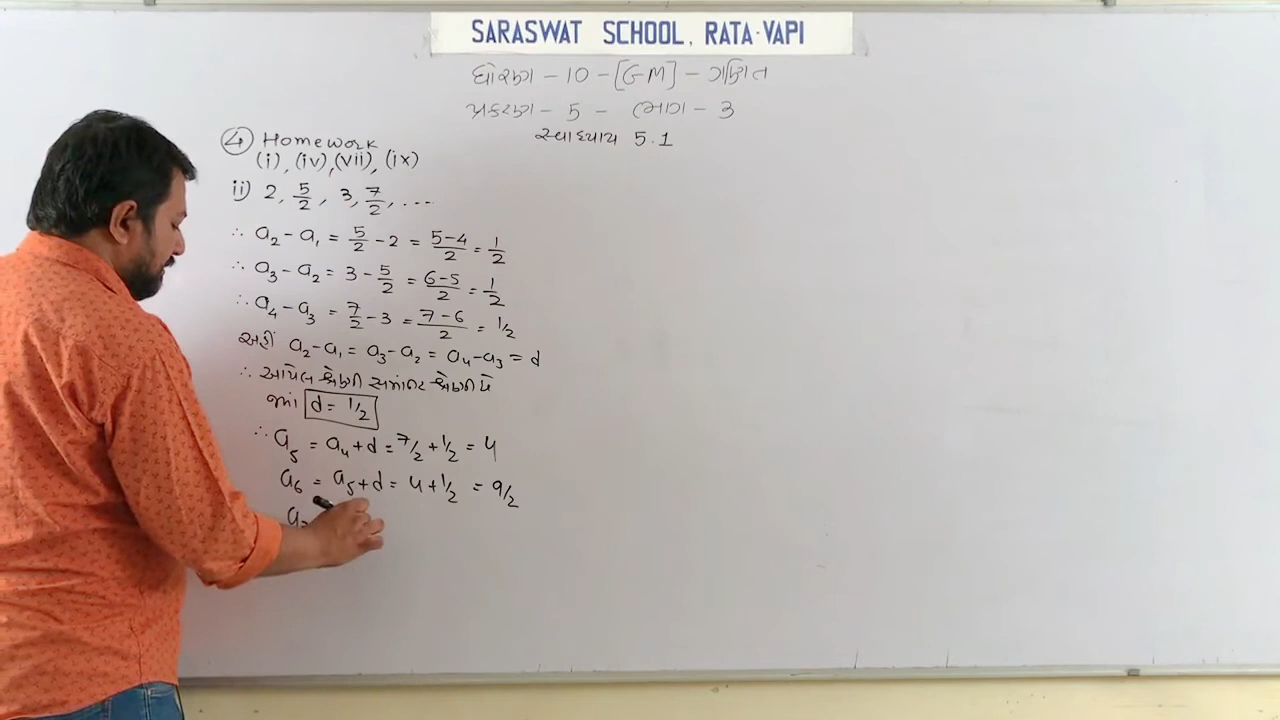 SARASWAT SCHOOL, RATA-VAPI
ધોરણ - 10 - [GM] - ગણિત
પ્રકરણ - 5 - ભાગ - 3
સ્વાધ્યાય 5.1
④ Homework
(i), (iv), (vii), (ix)
ii) 2, 5/2, 3, 7/2, ...
∴ a₂ - a₁ = 5/2 - 2 = (5-4)/2 = 1/2
∴ a₃ - a₂ = 3 - 5/2 = (6-5)/2 = 1/2
∴ a₄ - a₃ = 7/2 - 3 = (7-6)/2 = 1/2
અહીં a₂-a₁ = a₃-a₂ = a₄-a₃ = d
∴ આપેલ શ્રેણી સમાંતર શ્રેણી છે
જ્યાં d = 1/2
∴ a₅ = a₄+d = 7/2 + 1/2 = 4
a₆ = a₅+d = 4 + 1/2 = 9/2
a₇